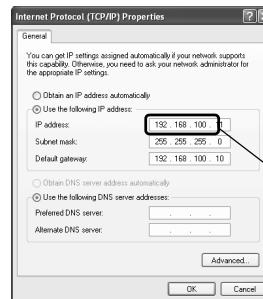 Internet Protocol (TCP/IP) Properties
General
You can get IP settings assigned automatically if your network supports
this capability. Otherwise, you need to ask your network administrator for
the appropriate IP settings.
Obtain an IP address automatically
Use the following IP address:
IP address: 192 . 168 . 100 .
Subnet mask: 255 . 255 . 255 . 0
Default gateway: 192 . 168 . 100 . 10
Obtain DNS server address automatically
Use the following DNS server addresses:
Preferred DNS server: . . .
Alternate DNS server: . . .
Advanced...
OK Cancel